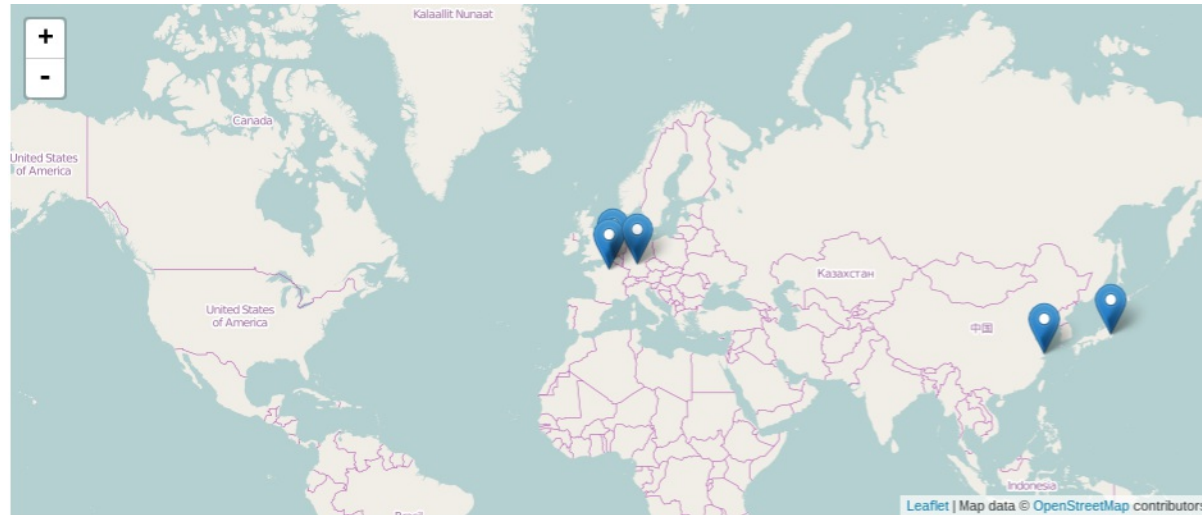 Kalaallit Nunaat
+
-
Canada
United States
of America
United States
of America
Казахстан
中国
Indonesia
Brazil
Leaflet | Map data © OpenStreetMap contributors